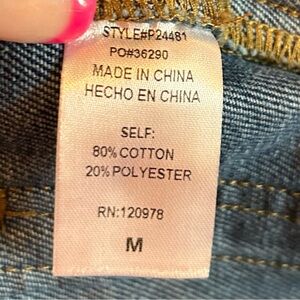 STYLE#P24481
PO#36290
MADE IN CHINA
HECHO EN CHINA
SELF:
80% COTTON
20% POLYESTER
RN:120978
M